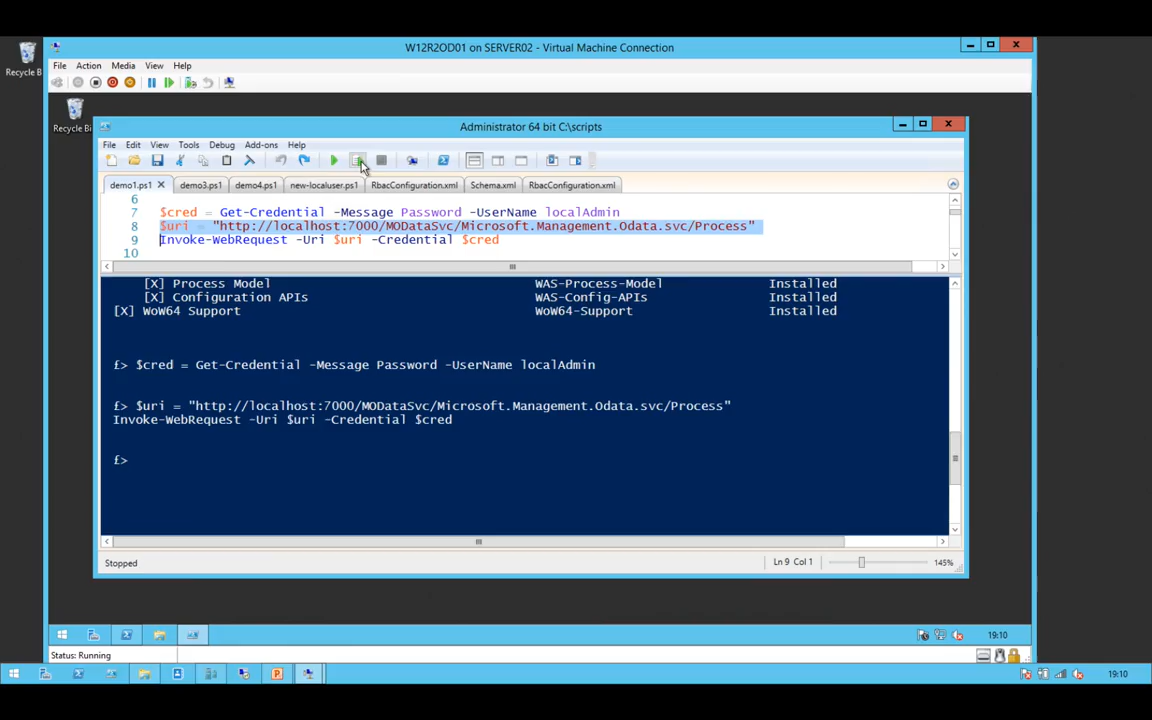 W12R2OD01 on SERVER02 - Virtual Machine Connection
File Action Media View Help
Recycle B
Recycle Bi
Administrator 64 bit C:\scripts
File Edit View Tools Debug Add-ons Help
demo1.ps1 demo3.ps1 demo4.ps1 new-localuser.ps1 RbacConfiguration.xml Schema.xml RbacConfiguration.xml
6
7 $cred = Get-Credential -Message Password -UserName localAdmin
8 $uri = "http://localhost:7000/MODataSvc/Microsoft.Management.Odata.svc/Process"
9 Invoke-WebRequest -Uri $uri -Credential $cred
10
[X] Process Model WAS-Process-Model Installed
[X] Configuration APIs WAS-Config-APIs Installed
[X] WoW64 Support WoW64-Support Installed
£> $cred = Get-Credential -Message Password -UserName localAdmin
£> $uri = "http://localhost:7000/MODataSvc/Microsoft.Management.Odata.svc/Process"
Invoke-WebRequest -Uri $uri -Credential $cred
£>
Stopped Ln 9 Col 1 145%
19:10
Status: Running
19:10